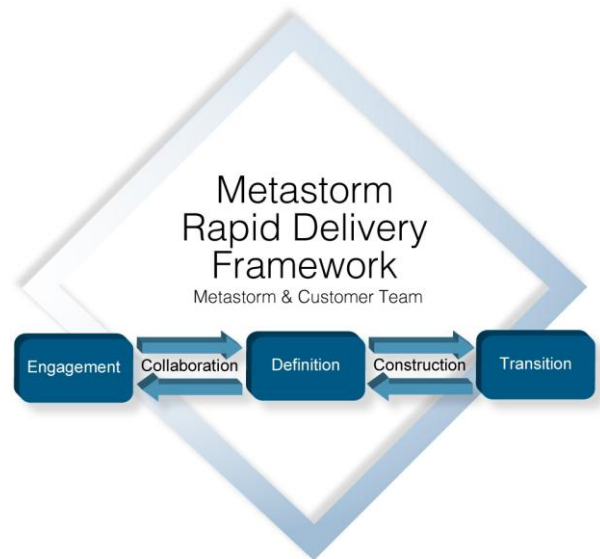 Metastorm
Rapid Delivery
Framework
Metastorm & Customer Team
Engagement
Collaboration
Definition
Construction
Transition